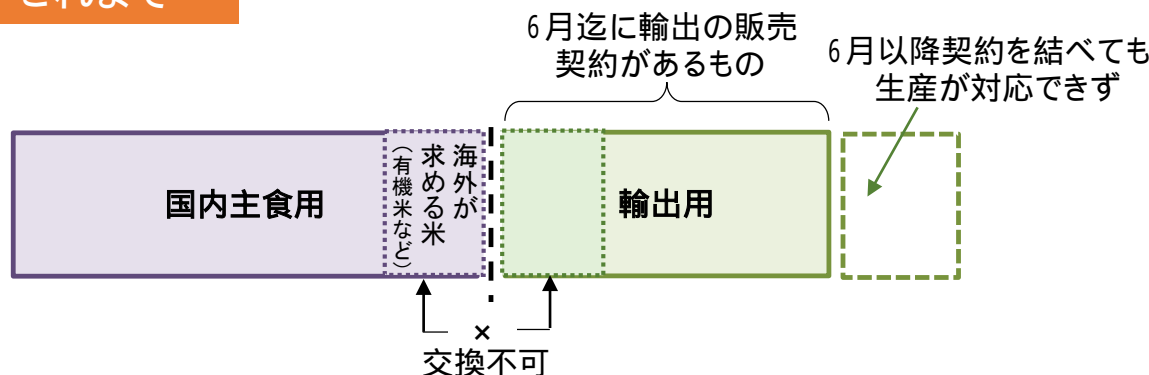 これまで
6月迄に輸出の販売
契約があるもの
6月以降契約を結べても
生産が対応できず
国内主食用
海外が
求める米
(有機米など)
輸出用
×
交換不可